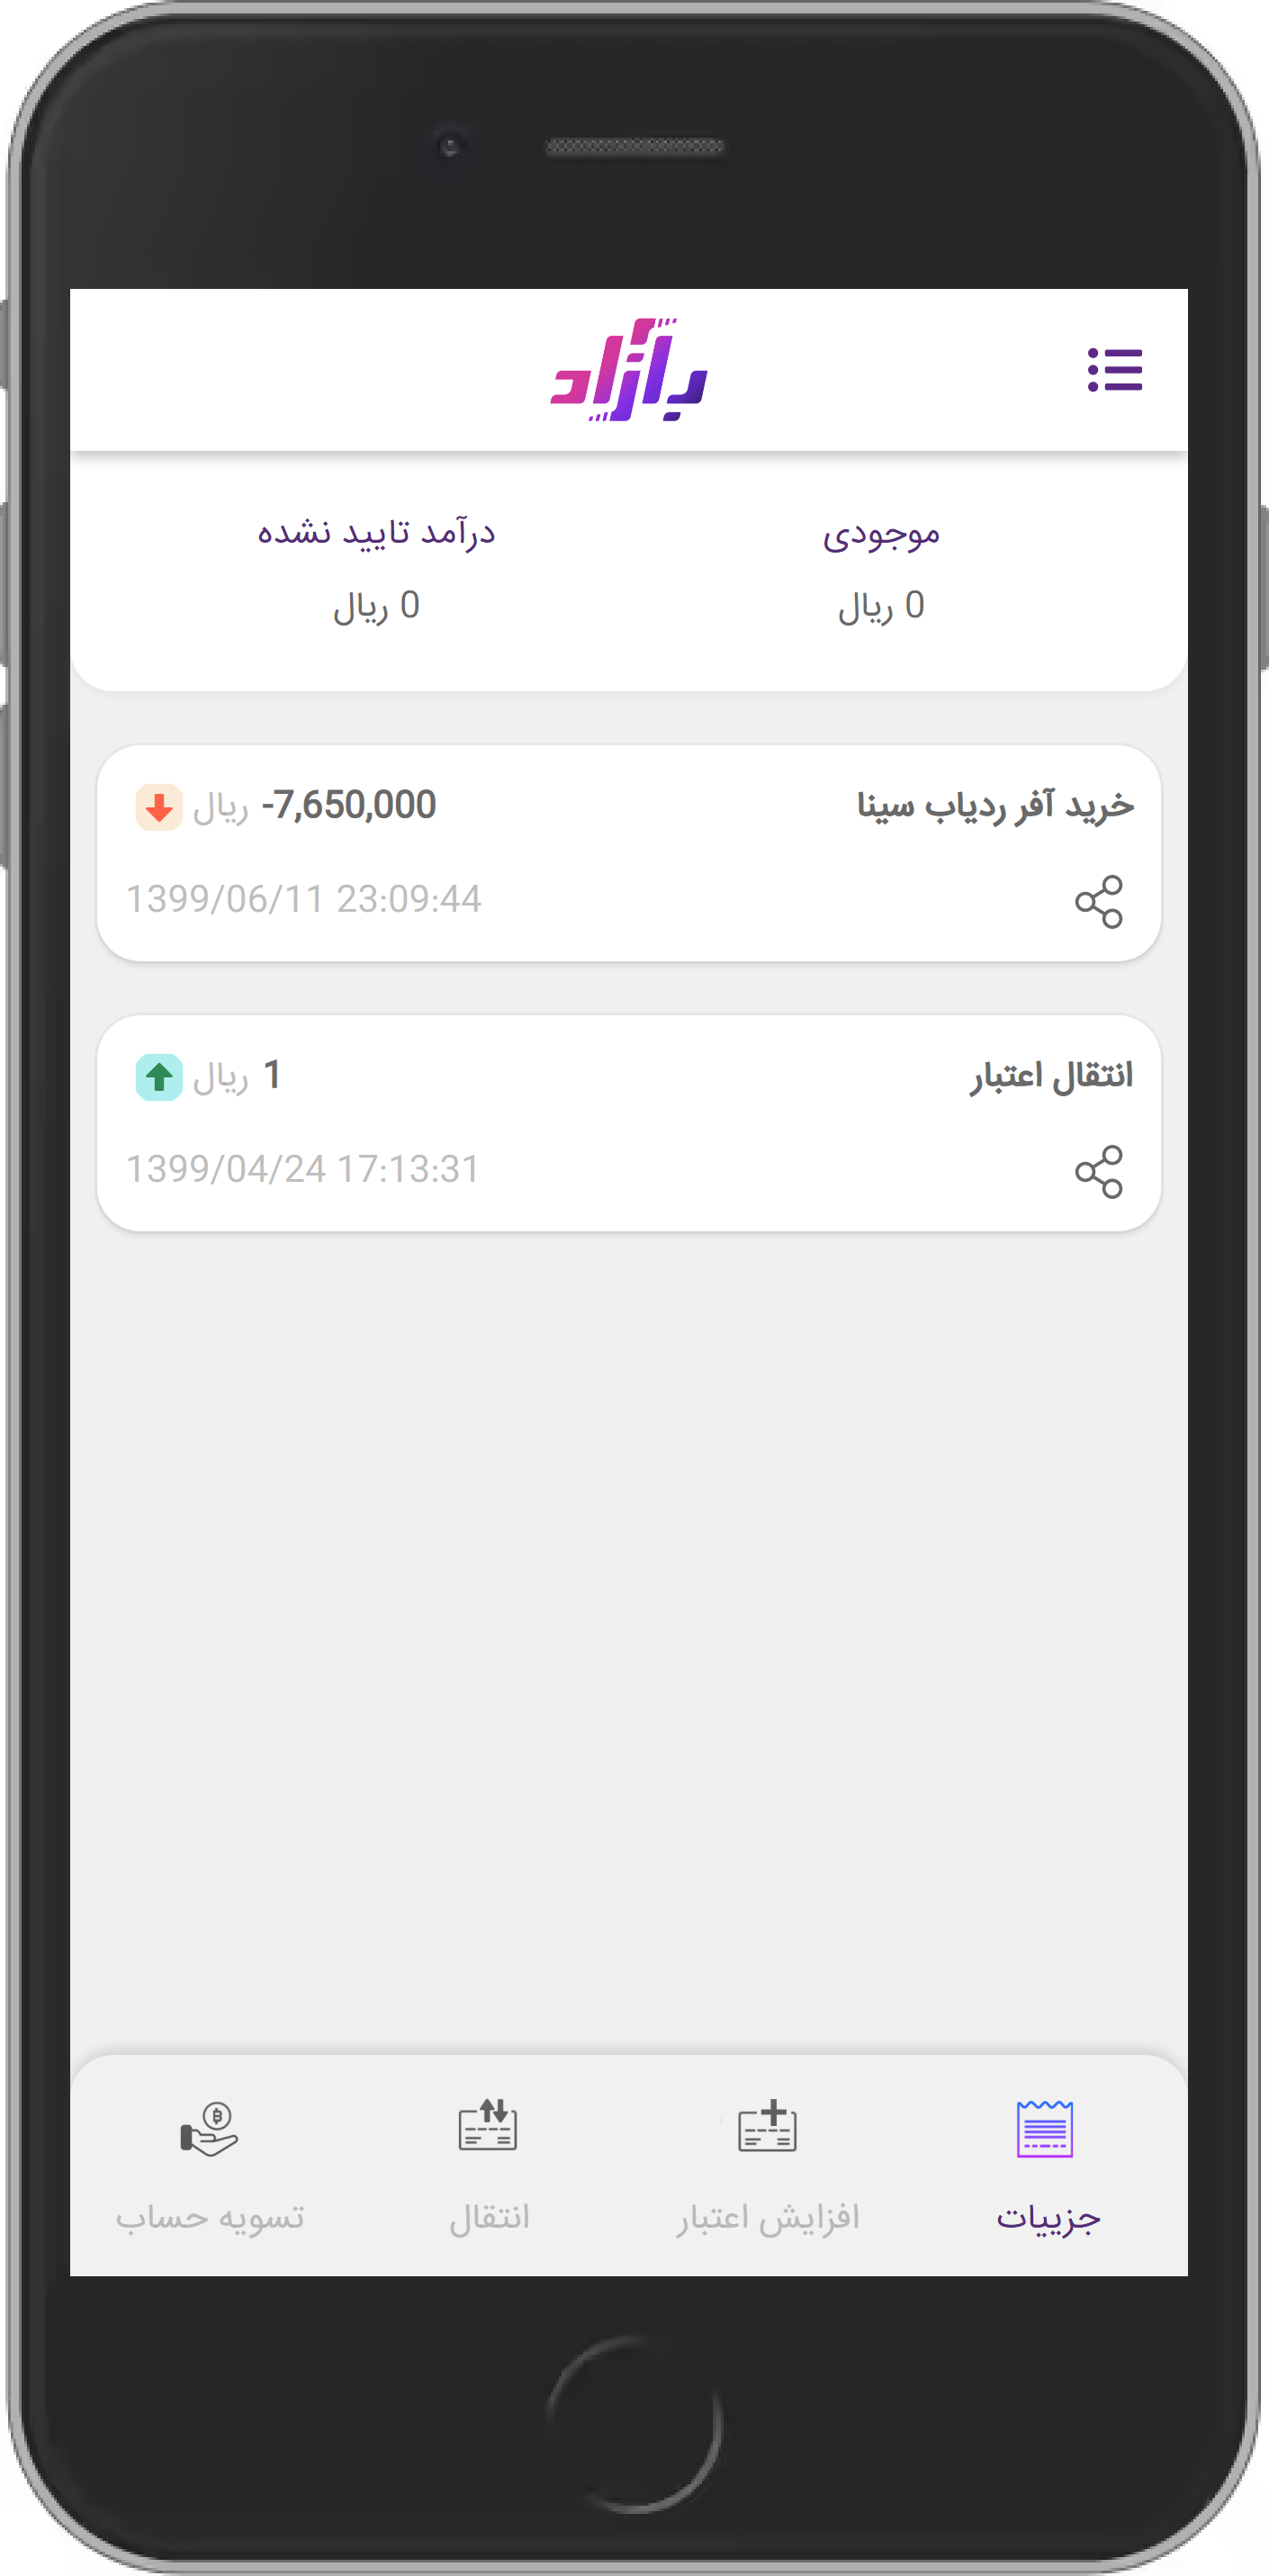 بازاد
موجودی
0 ریال
درآمد تایید نشده
0 ریال
خرید آفر ردیاب سینا
-7,650,000 ریال
1399/06/11 23:09:44
انتقال اعتبار
1 ریال
1399/04/24 17:13:31
جزییات
افزایش اعتبار
انتقال
تسویه حساب